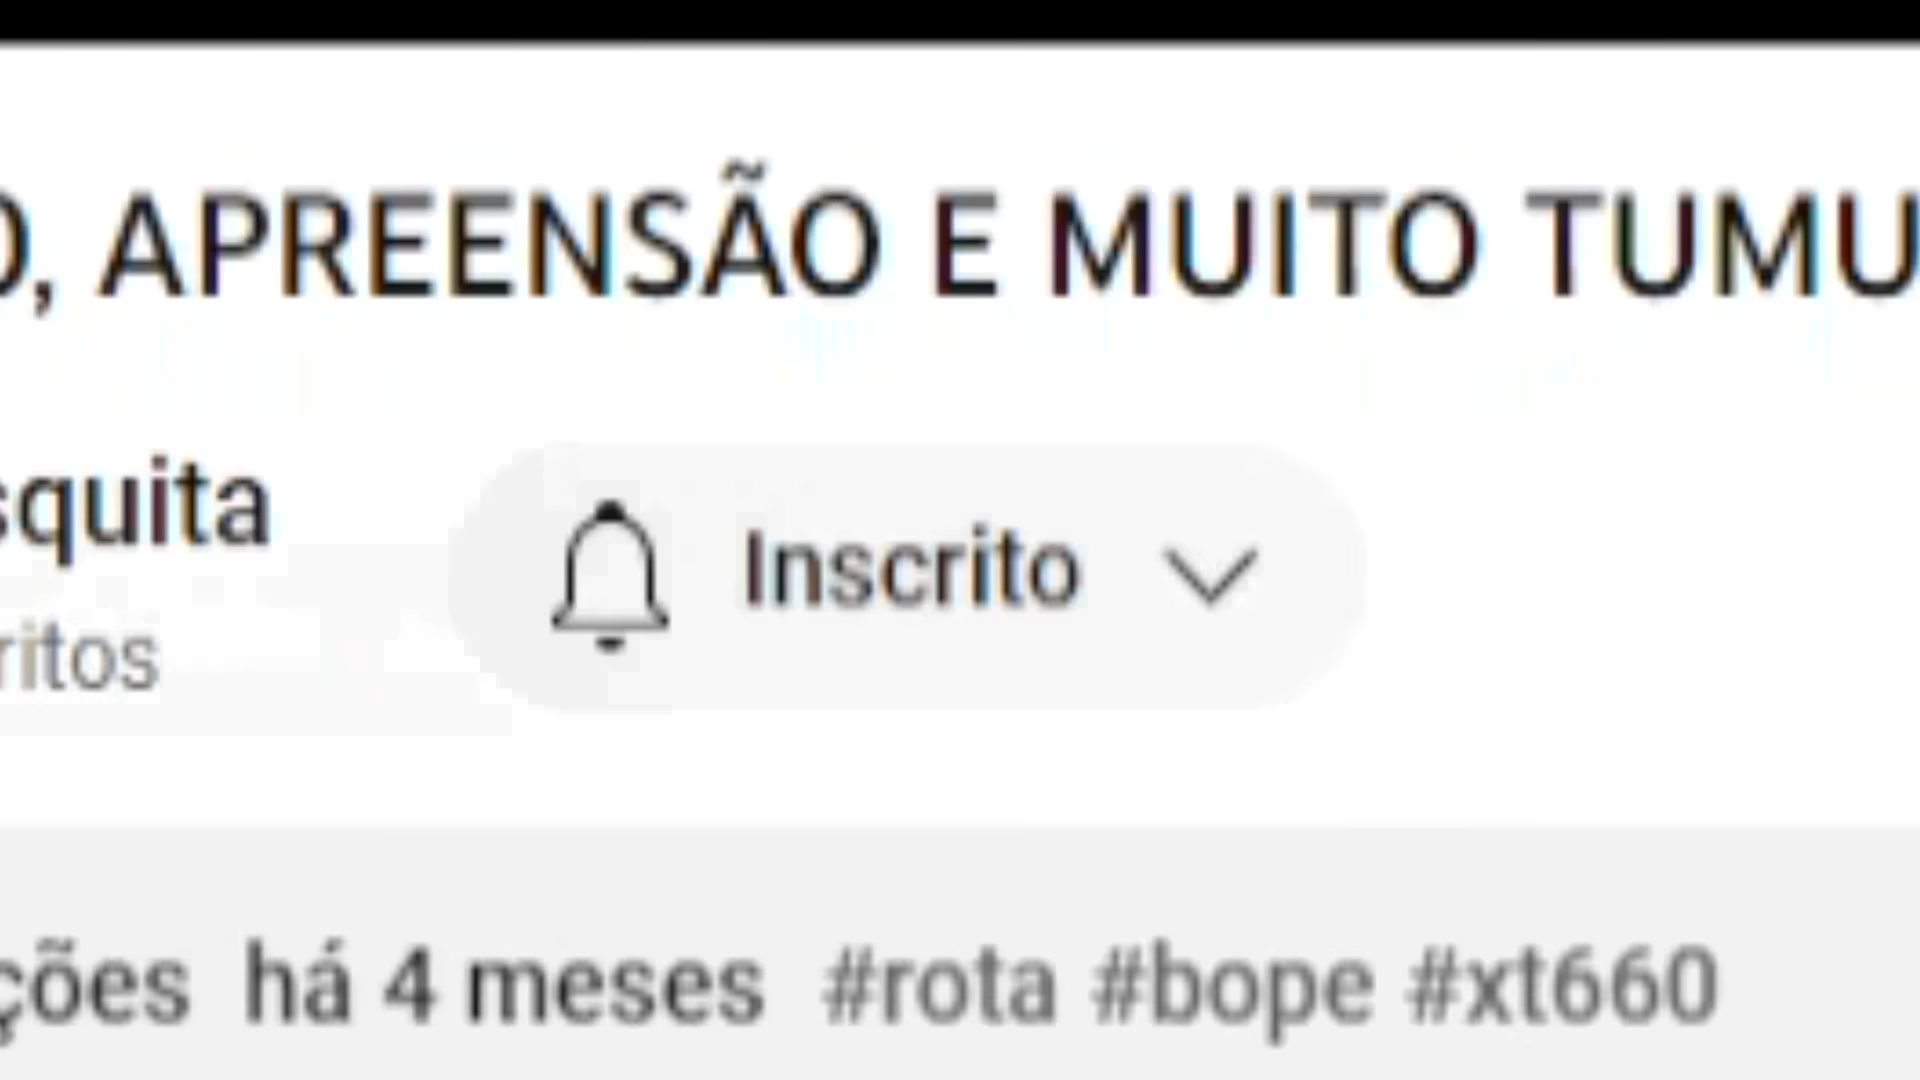 , APREENSÃO E MUITO TUMU
squita
Inscrito
ritos
ções há 4 meses #rota #bope #xt660